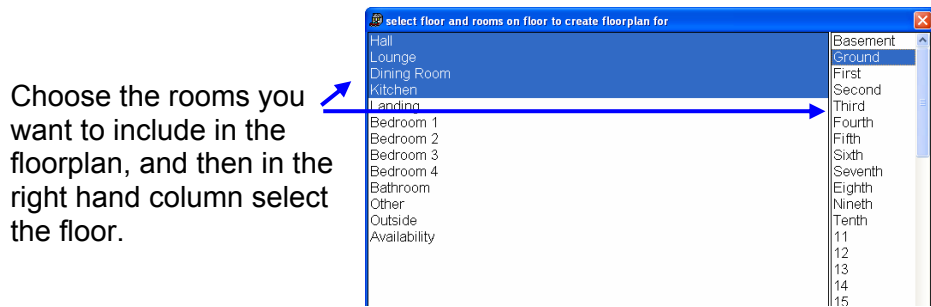 select floor and rooms on floor to create floorplan for
Choose the rooms you
want to include in the
floorplan, and then in the
right hand column select
the floor.
Hall
Lounge
Dining Room
Kitchen
Landing
Bedroom 1
Bedroom 2
Bedroom 3
Bedroom 4
Bathroom
Other
Outside
Availability
Basement
Ground
First
Second
Third
Fourth
Fifth
Sixth
Seventh
Eighth
Nineth
Tenth
11
12
13
14
15